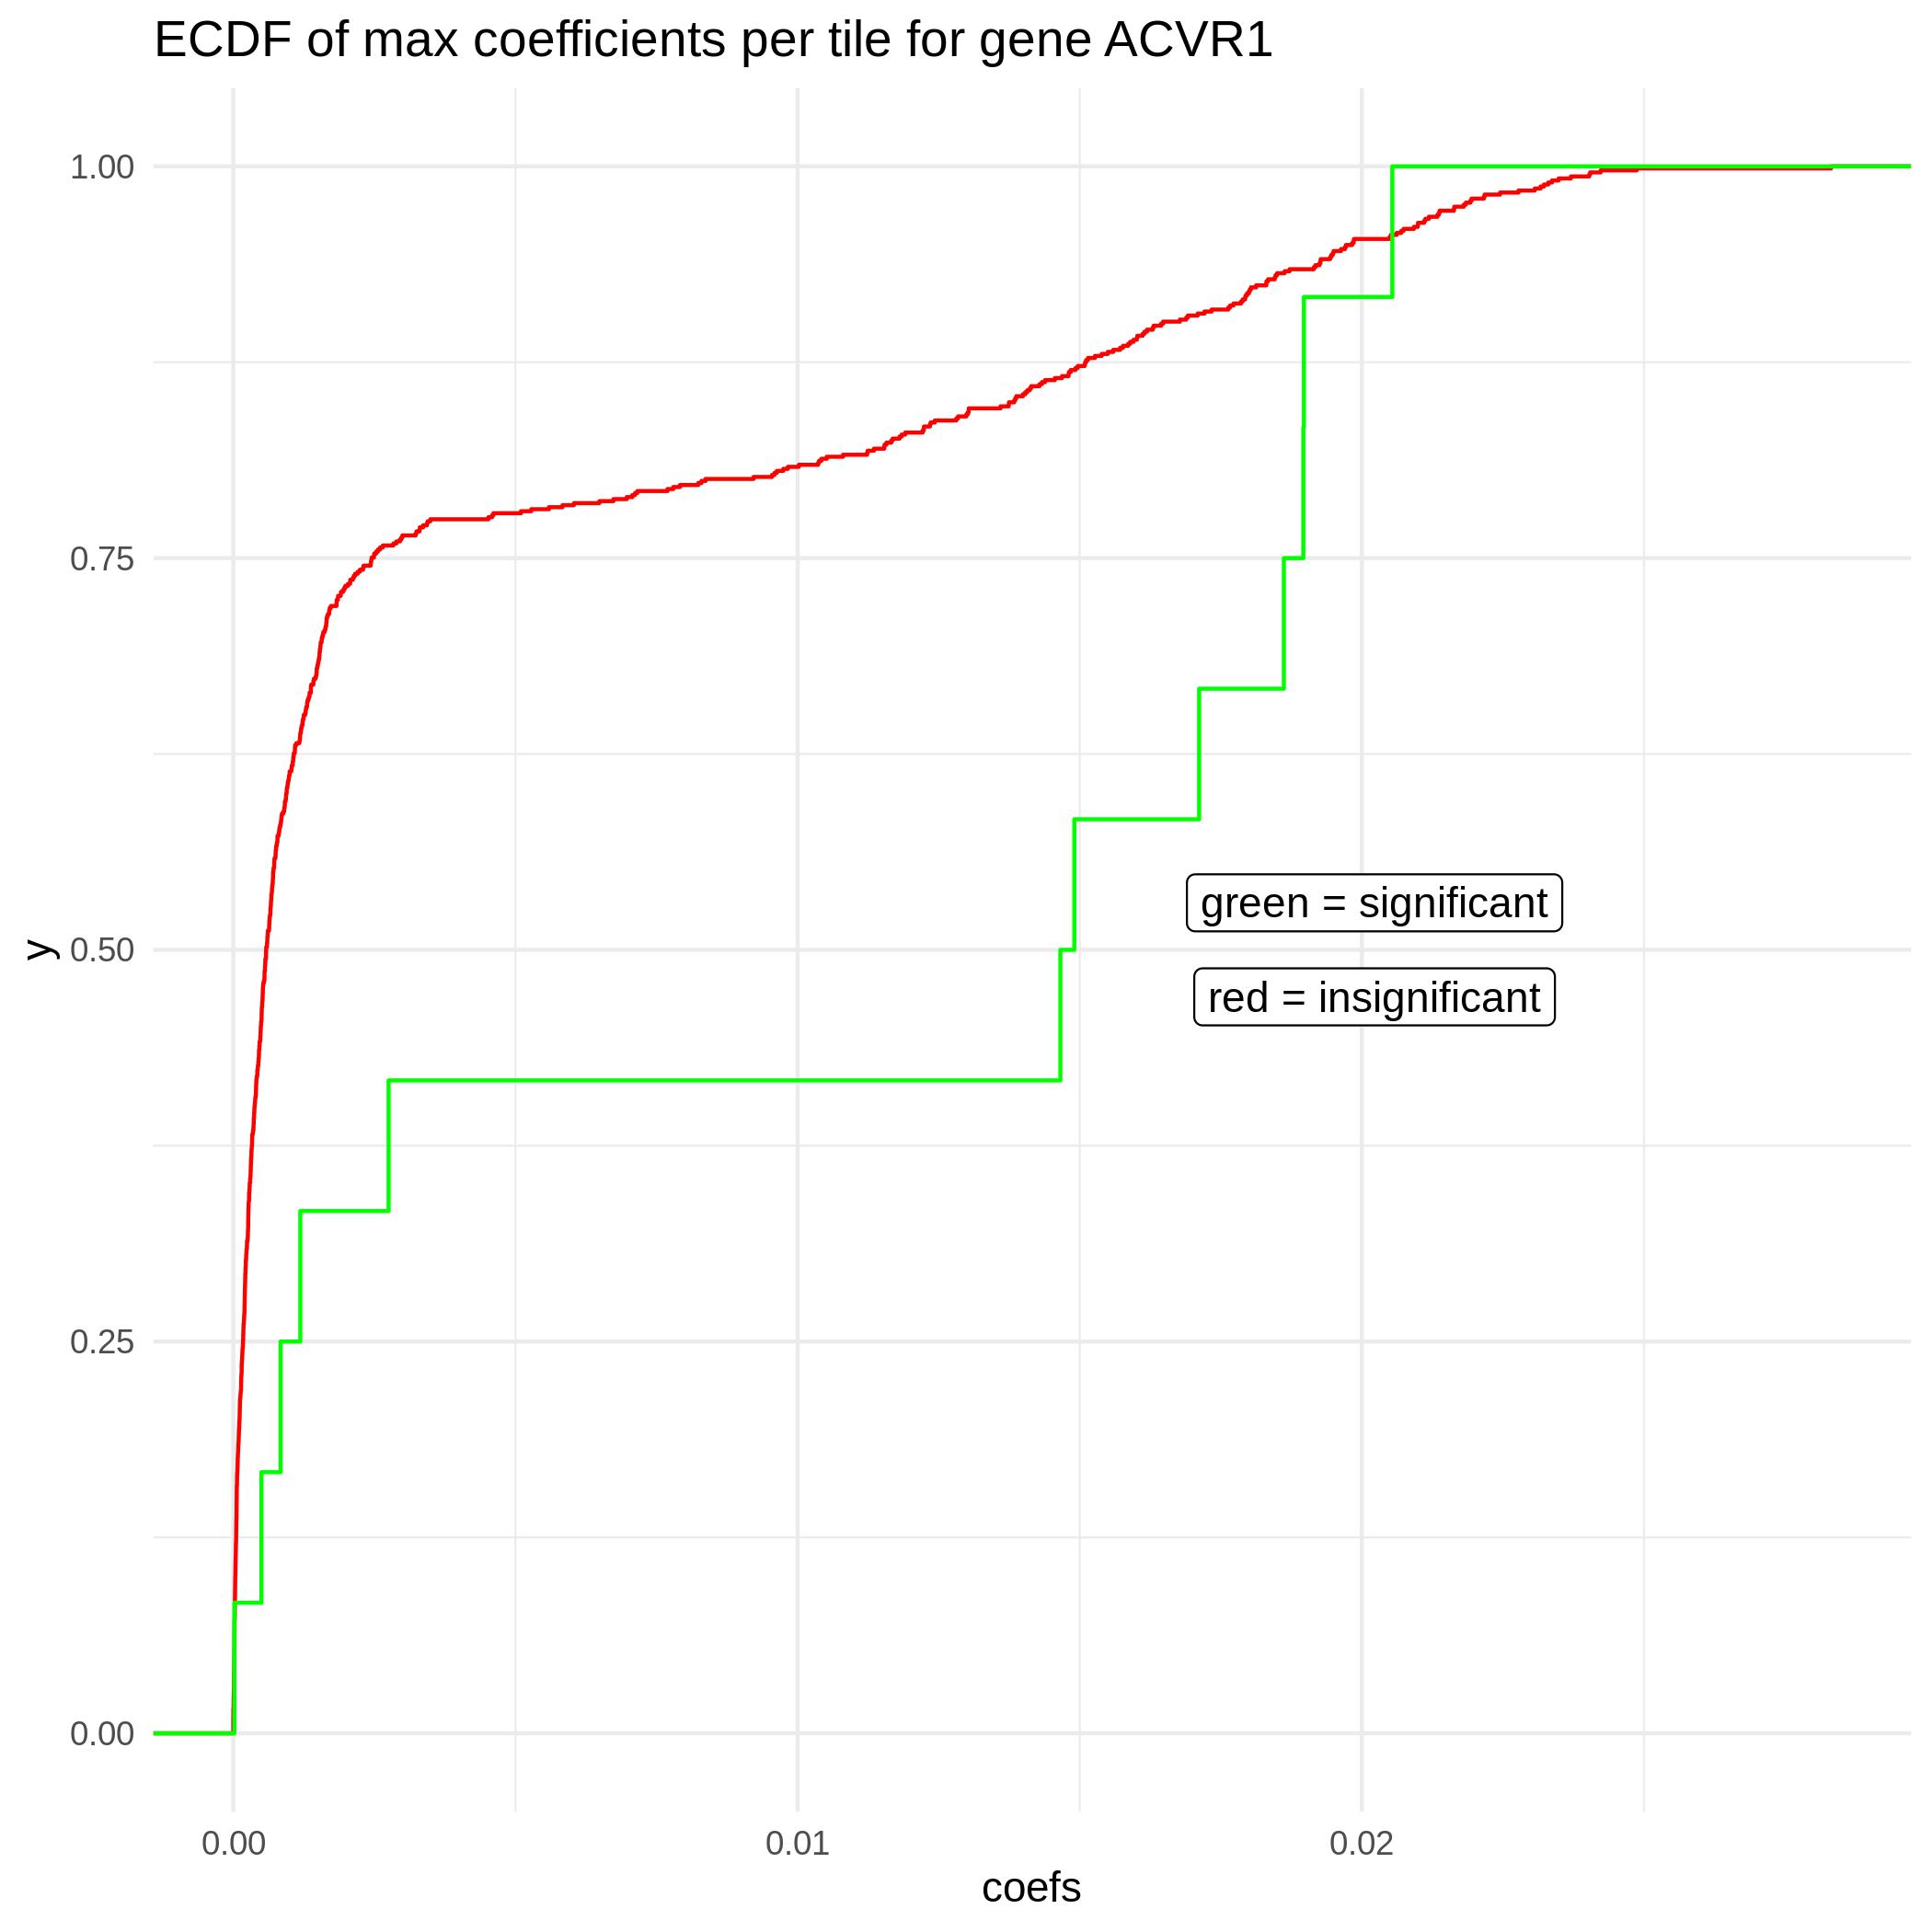 ECDF of max coefficients per tile for gene ACVR1
1.00
0.75
0.50
0.25
0.00
y
green = significant
red = insignificant
0.00
0.01
0.02
coefs